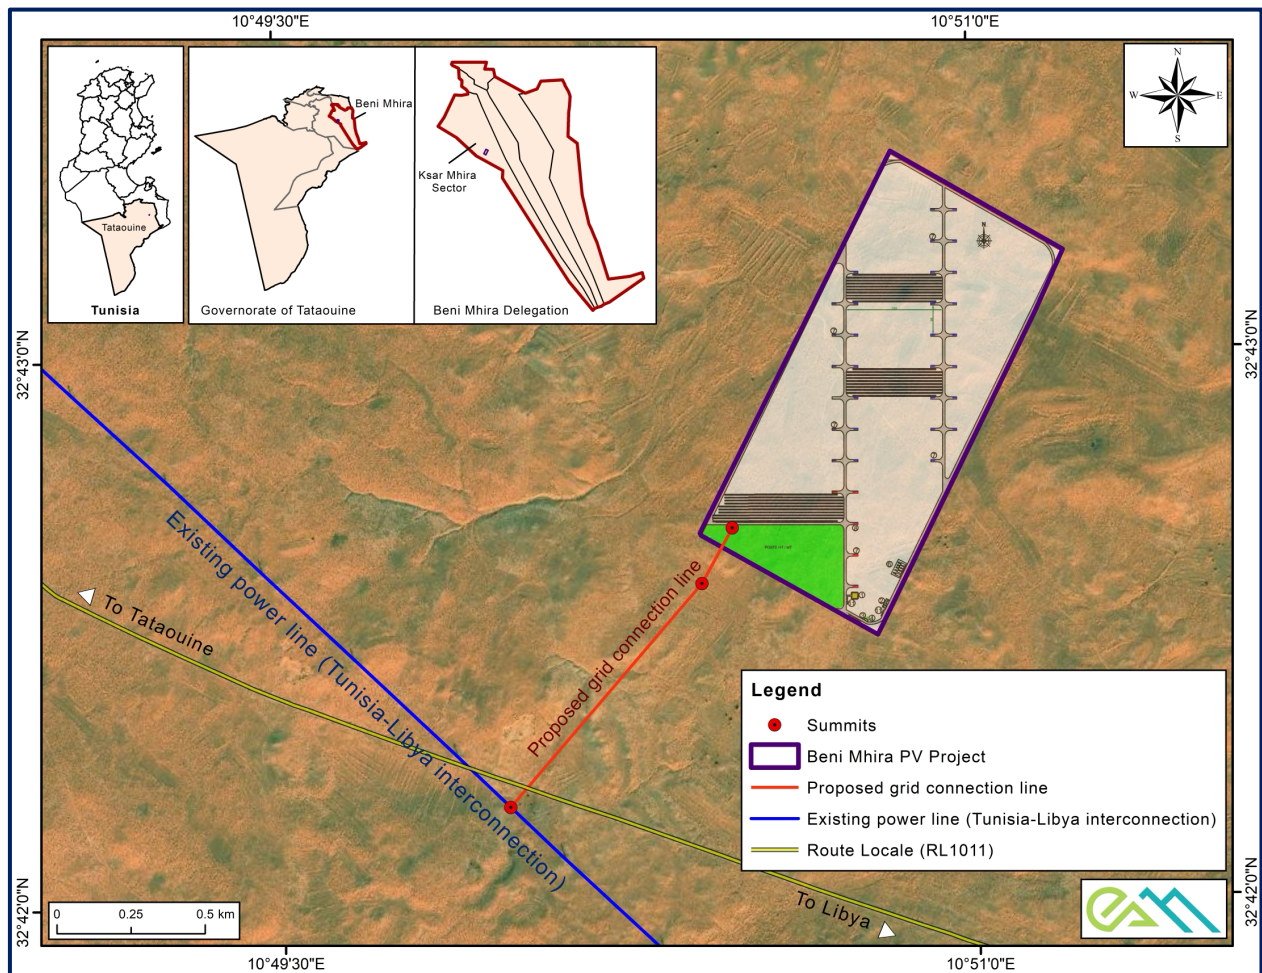 10°49'30"E
10°51'0"E
32°43'0"N
32°43'0"N
Tataouine
Tunisia
Beni Mhira
Governorate of Tataouine
Ksar Mhira
Sector
Beni Mhira Delegation
N
W
E
S
N
Existing power line (Tunisia-Libya interconnection)
Proposed grid connection line
To Tataouine
To Libya
Legend
Summits
Beni Mhira PV Project
Proposed grid connection line
Existing power line (Tunisia-Libya interconnection)
Route Locale (RL1011)
0
0.25
0.5 km
32°42'0"N
32°42'0"N
10°49'30"E
10°51'0"E